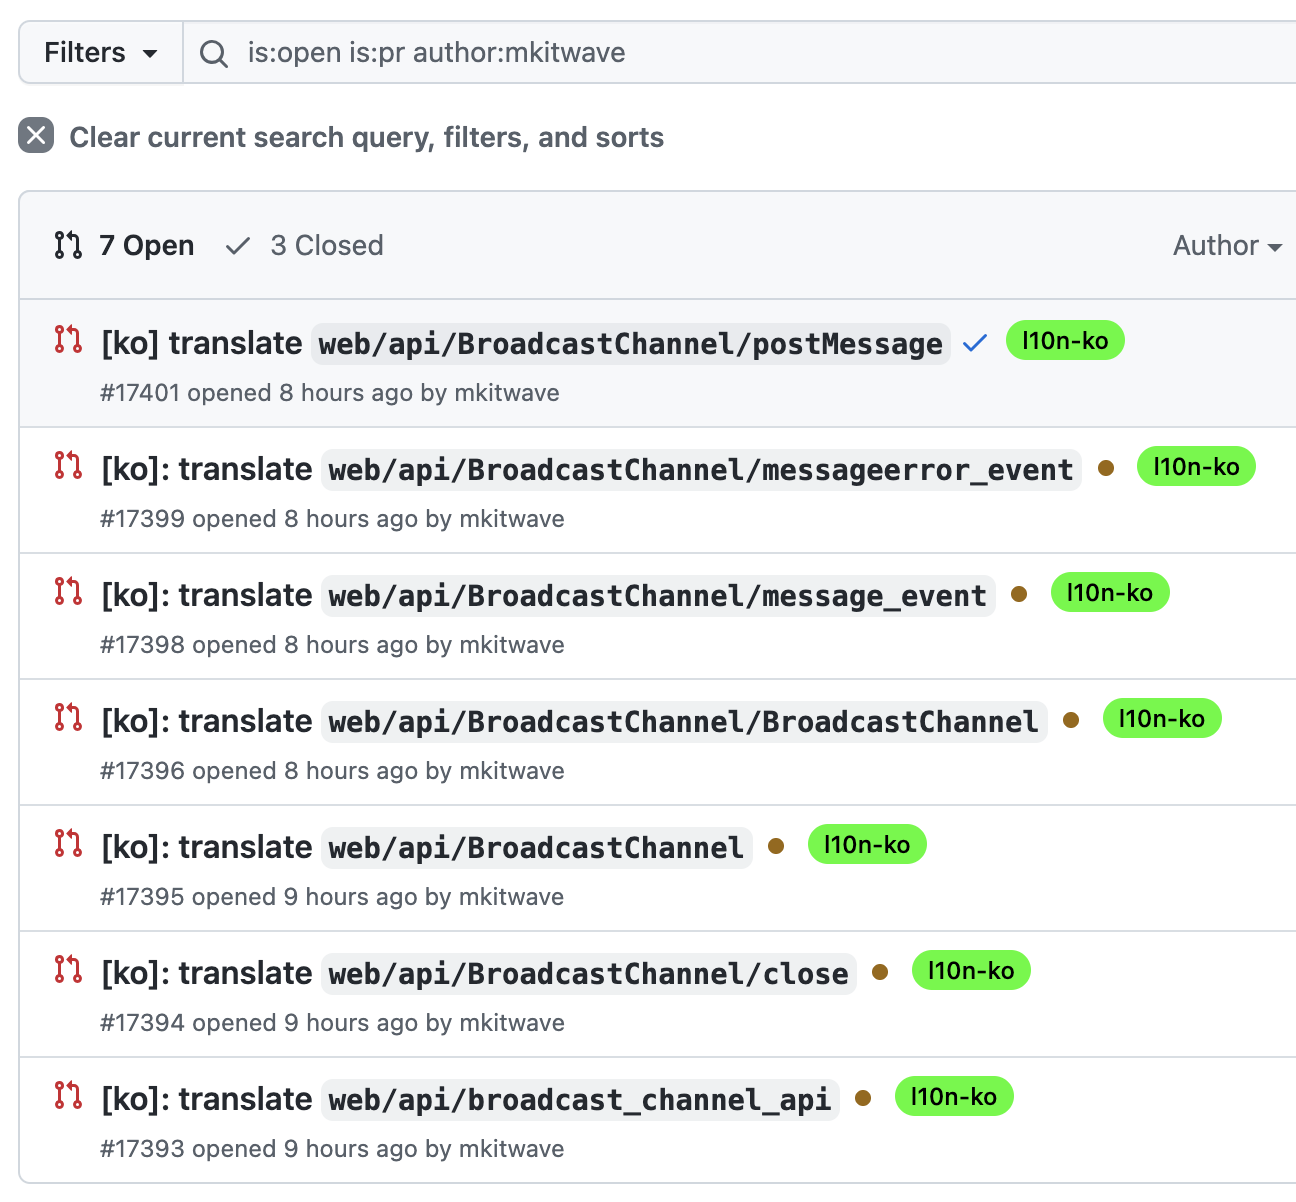 Filters
is:open is:pr author:mkitwave
Clear current search query, filters, and sorts
7 Open 3 Closed Author
[ko] translate web/api/BroadcastChannel/postMessage l10n-ko
#17401 opened 8 hours ago by mkitwave
[ko]: translate web/api/BroadcastChannel/messageerror_event l10n-ko
#17399 opened 8 hours ago by mkitwave
[ko]: translate web/api/BroadcastChannel/message_event l10n-ko
#17398 opened 8 hours ago by mkitwave
[ko]: translate web/api/BroadcastChannel/BroadcastChannel l10n-ko
#17396 opened 8 hours ago by mkitwave
[ko]: translate web/api/BroadcastChannel l10n-ko
#17395 opened 9 hours ago by mkitwave
[ko]: translate web/api/BroadcastChannel/close l10n-ko
#17394 opened 9 hours ago by mkitwave
[ko]: translate web/api/broadcast_channel_api l10n-ko
#17393 opened 9 hours ago by mkitwave